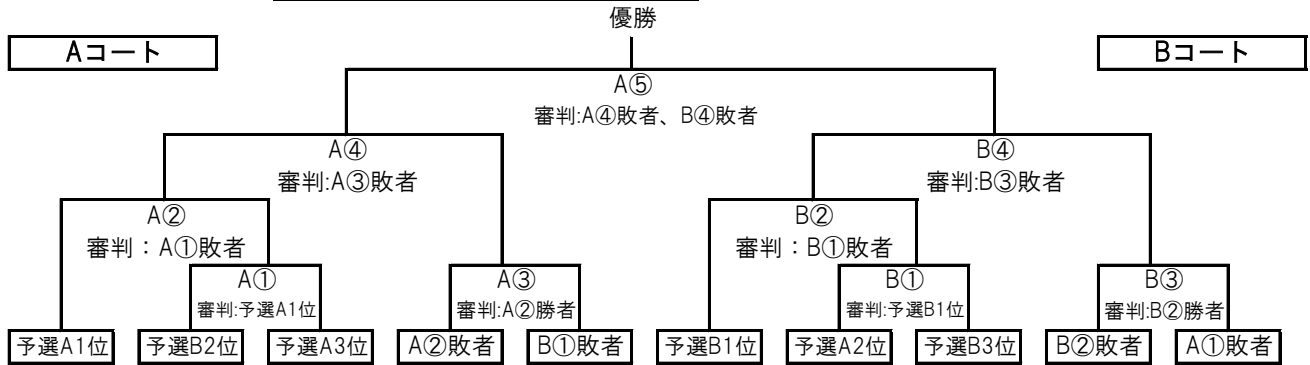 優勝
Aコート
Bコート
A⑤
審判:A④敗者、B④敗者
A④
審判:A③敗者
B④
審判:B③敗者
A②
審判：A①敗者
B②
審判：B①敗者
A①
審判:予選A1位
A③
審判:A②勝者
B①
審判:予選B1位
B③
審判:B②勝者
予選A1位
予選B2位
予選A3位
A②敗者
B①敗者
予選B1位
予選A2位
予選B3位
B②敗者
A①敗者